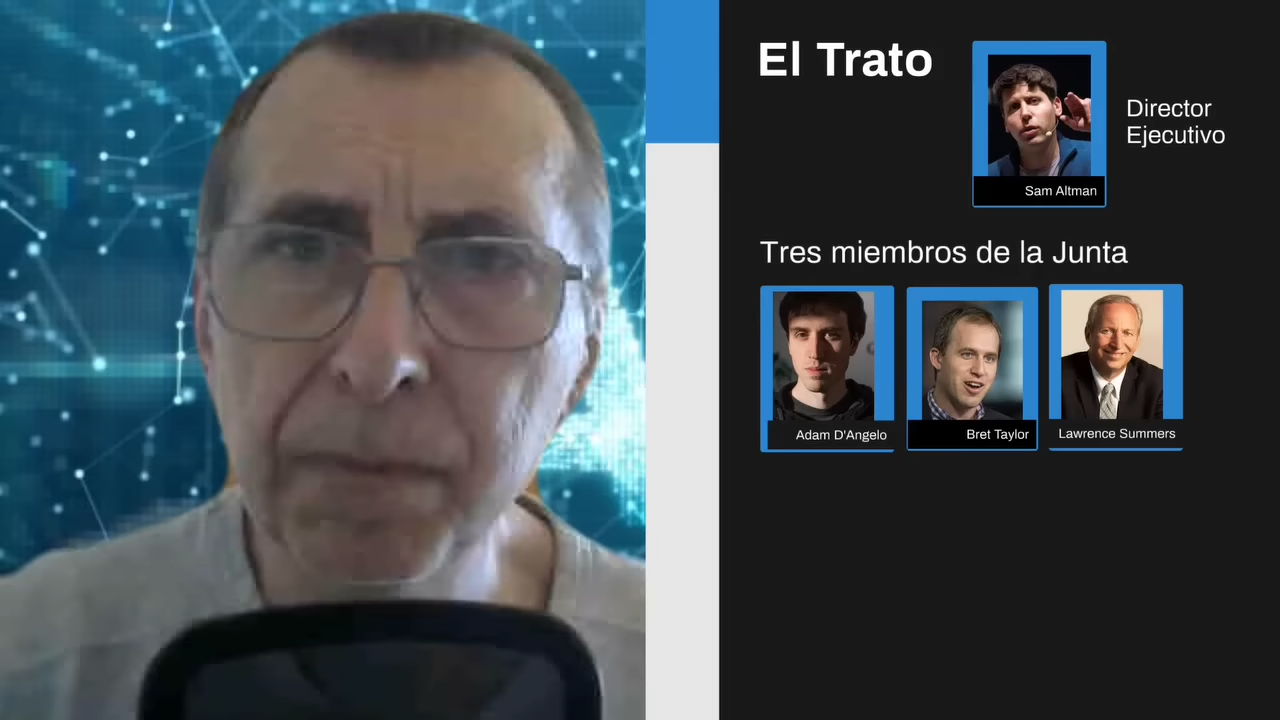 El Trato
Director
Ejecutivo
Sam Altman
Tres miembros de la Junta
Adam D'Angelo
Bret Taylor
Lawrence Summers